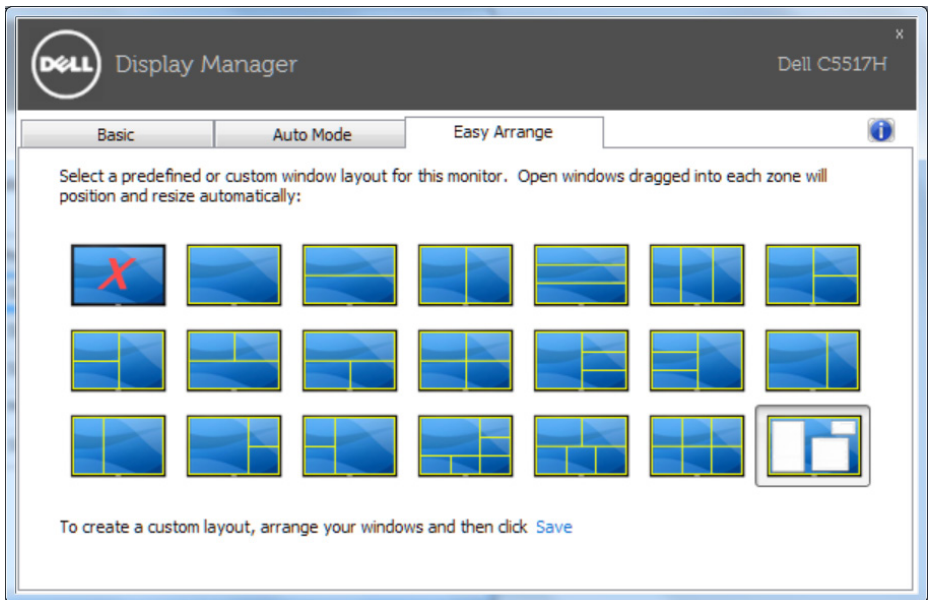 x
DELL Display Manager Dell C5517H
Basic Auto Mode Easy Arrange i
Select a predefined or custom window layout for this monitor. Open windows dragged into each zone will
position and resize automatically:
X
To create a custom layout, arrange your windows and then click Save